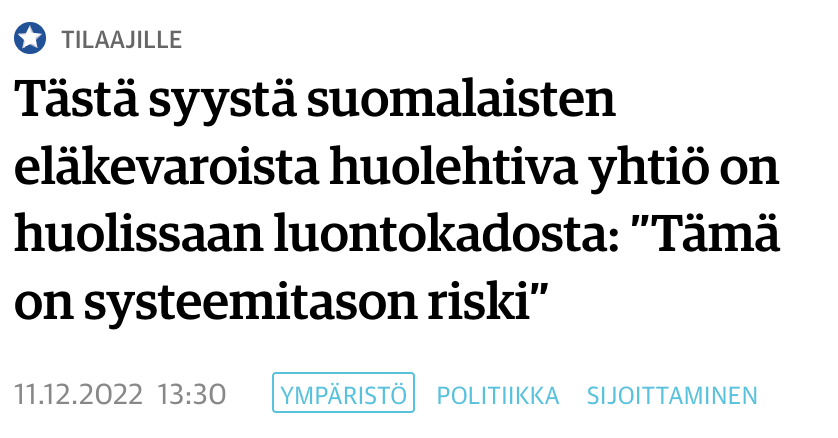 TILAAJILLE
Tästä syystä suomalaisten
eläkevaroista huolehtiva yhtiö on
huolissaan luontokadosta: ”Tämä
on systeemitason riski”
11.12.2022 13:30 YMPÄRISTÖ POLITIIKKA SIJOITTAMINEN